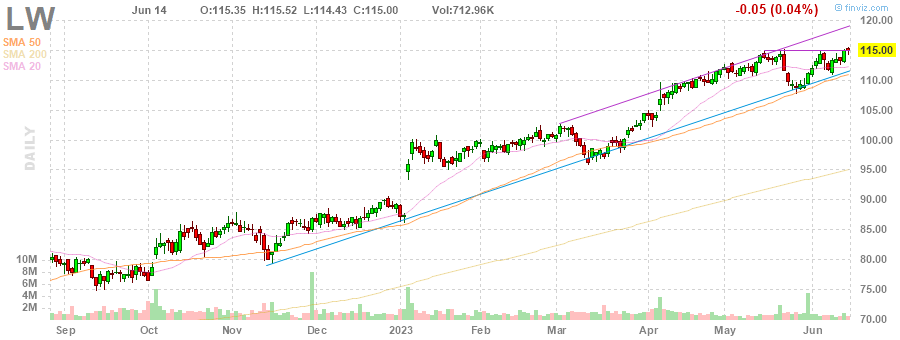 LW
Jun 14 O:115.35 H:115.52 L:114.43 C:115.00 Vol:712.96K -0.05 (0.04%)
© finviz.com
SMA 50
SMA 200
SMA 20
DAILY
120.00
115.00
110.00
105.00
100.00
95.00
90.00
85.00
80.00
75.00
70.00
10M
8M
6M
4M
2M
Sep Oct Nov Dec 2023 Feb Mar Apr May Jun